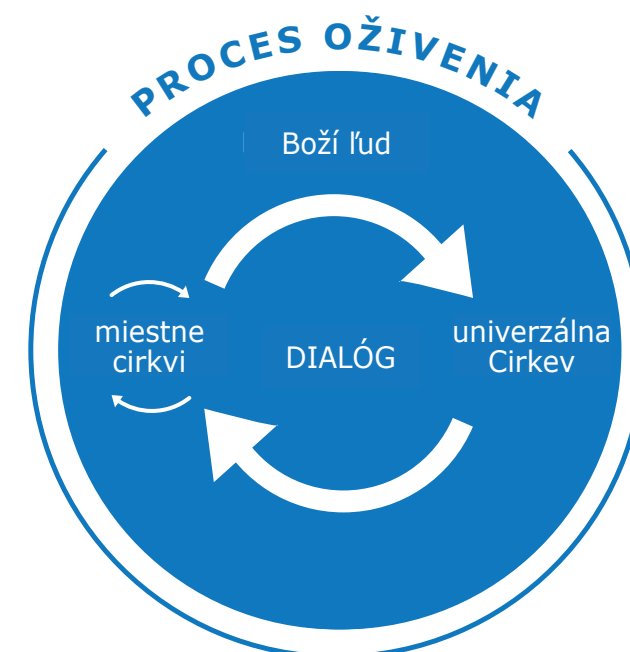 PROCES OŽIVENIA
Boží ľud
miestne
cirkvi
DIALÓG
univerzálna
Cirkev